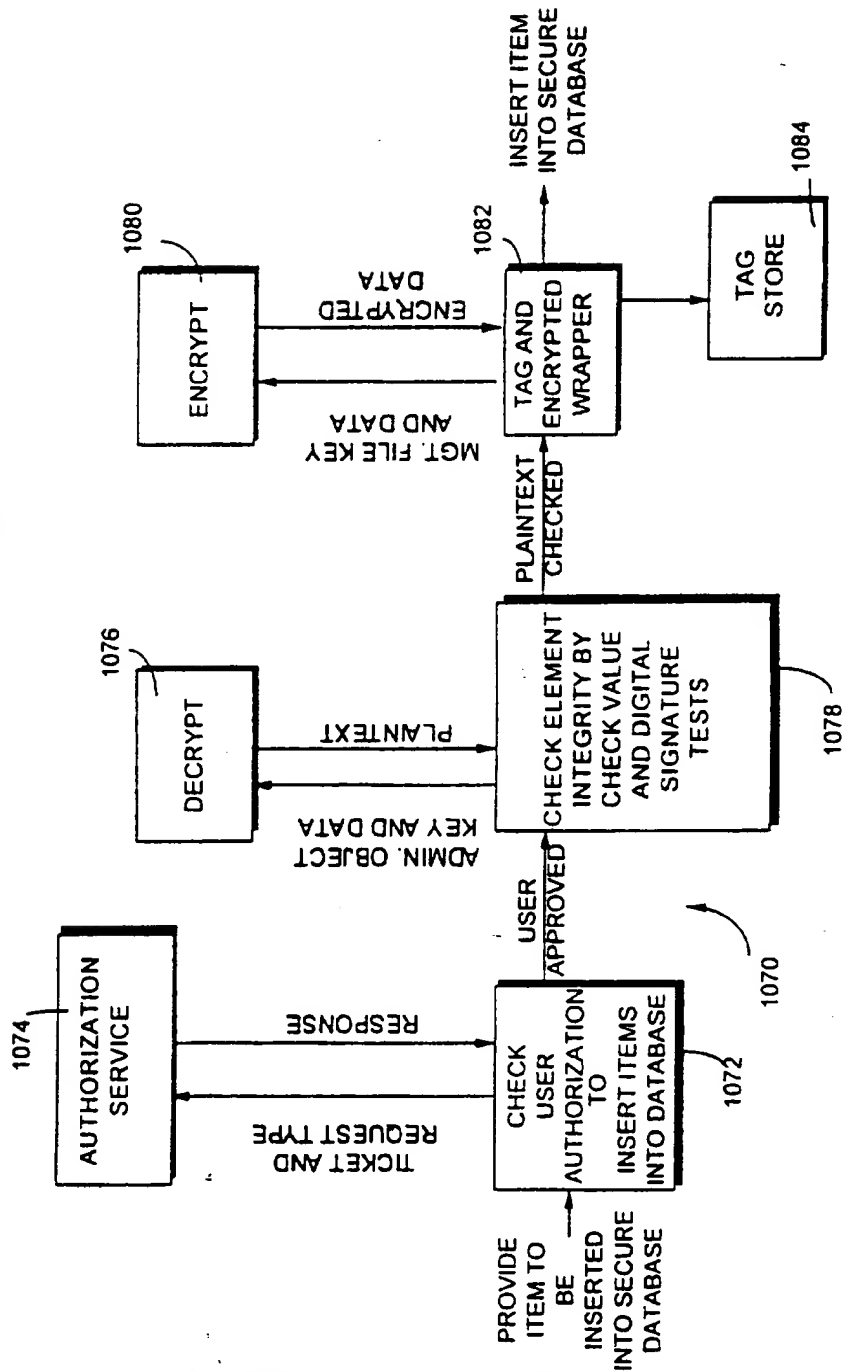 1074
AUTHORIZATION
SERVICE
TICKET AND
REQUEST TYPE
RESPONSE
PROVIDE
ITEM TO
BE
INSERTED
INTO SECURE
DATABASE
CHECK
USER
AUTHORIZATION
TO
INSERT ITEMS
INTO DATABASE
1072
USER
APPROVED
1070
1076
DECRYPT
ADMIN. OBJECT
KEY AND DATA
PLAINTEXT
CHECK ELEMENT
INTEGRITY BY
CHECK VALUE
AND DIGITAL
SIGNATURE
TESTS
1078
PLAINTEXT
CHECKED
1080
ENCRYPT
MGT. FILE KEY
AND DATA
ENCRYPTED
DATA
1082
TAG AND
ENCRYPTED
WRAPPER
INSERT ITEM
INTO SECURE
DATABASE
TAG
STORE
1084